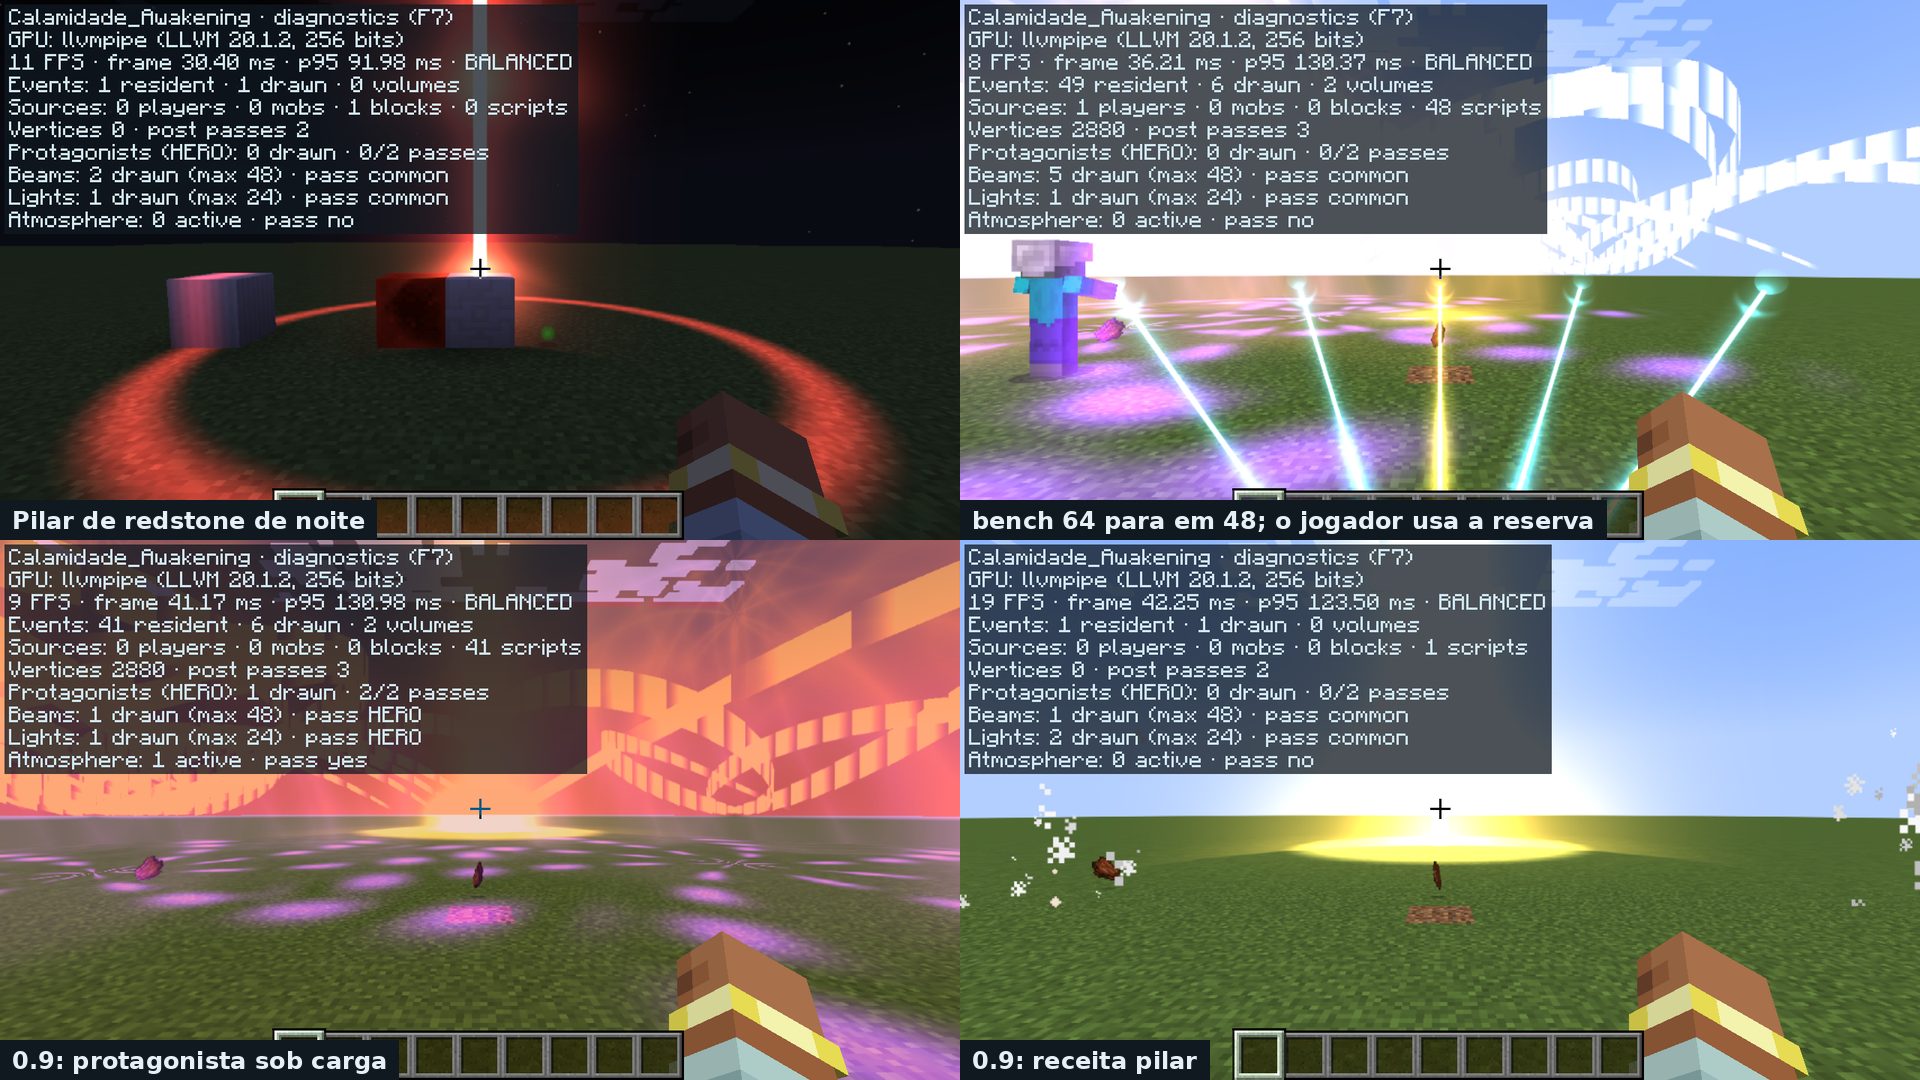 Calamidade_Awakening · diagnostics (F7)
GPU: llvmpipe (LLVM 20.1.2, 256 bits)
11 FPS · frame 30.40 ms · p95 91.98 ms · BALANCED
Events: 1 resident · 1 drawn · 0 volumes
Sources: 0 players · 0 mobs · 1 blocks · 0 scripts
Vertices 0 · post passes 2
Protagonists (HERO): 0 drawn · 0/2 passes
Beams: 2 drawn (max 48) · pass common
Lights: 1 drawn (max 24) · pass common
Atmosphere: 0 active · pass no
Pilar de redstone de noite
Calamidade_Awakening · diagnostics (F7)
GPU: llvmpipe (LLVM 20.1.2, 256 bits)
8 FPS · frame 36.21 ms · p95 130.37 ms · BALANCED
Events: 49 resident · 6 drawn · 2 volumes
Sources: 1 players · 0 mobs · 0 blocks · 48 scripts
Vertices 2880 · post passes 3
Protagonists (HERO): 0 drawn · 0/2 passes
Beams: 5 drawn (max 48) · pass common
Lights: 1 drawn (max 24) · pass common
Atmosphere: 0 active · pass no
bench 64 para em 48; o jogador usa a reserva
Calamidade_Awakening · diagnostics (F7)
GPU: llvmpipe (LLVM 20.1.2, 256 bits)
9 FPS · frame 41.17 ms · p95 130.98 ms · BALANCED
Events: 41 resident · 6 drawn · 2 volumes
Sources: 0 players · 0 mobs · 0 blocks · 41 scripts
Vertices 2880 · post passes 3
Protagonists (HERO): 1 drawn · 2/2 passes
Beams: 1 drawn (max 48) · pass HERO
Lights: 1 drawn (max 24) · pass HERO
Atmosphere: 1 active · pass yes
0.9: protagonista sob carga
Calamidade_Awakening · diagnostics (F7)
GPU: llvmpipe (LLVM 20.1.2, 256 bits)
19 FPS · frame 42.25 ms · p95 123.50 ms · BALANCED
Events: 1 resident · 1 drawn · 0 volumes
Sources: 0 players · 0 mobs · 0 blocks · 1 scripts
Vertices 0 · post passes 2
Protagonists (HERO): 0 drawn · 0/2 passes
Beams: 1 drawn (max 48) · pass common
Lights: 2 drawn (max 24) · pass common
Atmosphere: 0 active · pass no
0.9: receita pilar